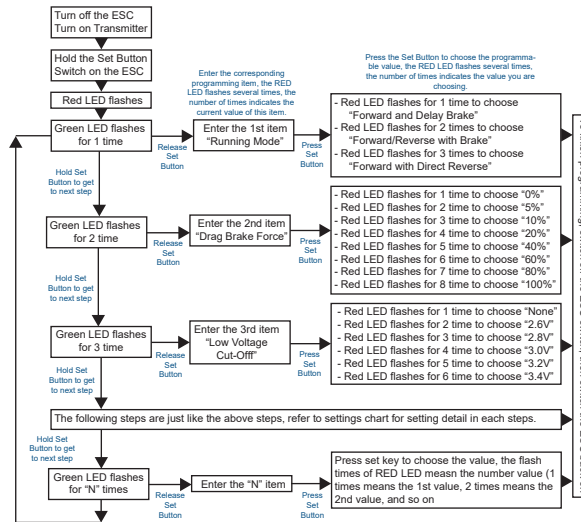 Turn off the ESC
Turn on Transmitter
Hold the Set Button
Switch on the ESC
Red LED flashes
Enter the corresponding
programming item, the RED
LED flashes several times, the
number of times indicates the
current value of this item.
Press the Set Button to choose the programma-
ble value, the RED LED flashes several times,
the number of times indicates the value you are
choosing.
Green LED flashes
for 1 time
Release
Set
Button
Enter the 1st item
“Running Mode”
Press
Set
Button
- Red LED flashes for 1 time to choose
“Forward and Delay Brake”
- Red LED flashes for 2 times to choose
“Forward/Reverse with Brake”
- Red LED flashes for 3 times to choose
“Forward with Direct Reverse”
Hold Set
Button to get
to next step
Green LED flashes
for 2 time
Release
Set
Button
Enter the 2nd item
“Drag Brake Force”
Press
Set
Button
- Red LED flashes for 1 time to choose “0%”
- Red LED flashes for 2 time to choose “5%”
- Red LED flashes for 3 time to choose “10%”
- Red LED flashes for 4 time to choose “20%”
- Red LED flashes for 5 time to choose “40%”
- Red LED flashes for 6 time to choose “60%”
- Red LED flashes for 7 time to choose “80%”
- Red LED flashes for 8 time to choose “100%”
Hold Set
Button to get
to next step
Green LED flashes
for 3 time
Release
Set
Button
Enter the 3rd item
“Low Voltage
Cut-Offf”
Press
Set
Button
- Red LED flashes for 1 time to choose “None”
- Red LED flashes for 2 time to choose “2.6V”
- Red LED flashes for 3 time to choose “2.8V”
- Red LED flashes for 4 time to choose “3.0V”
- Red LED flashes for 5 time to choose “3.2V”
- Red LED flashes for 6 time to choose “3.4V”
Hold Set
Button to get
to next step
The following steps are just like the above steps, refer to settings chart for setting detail in each steps.
Hold Set
Button to get
to next step
Green LED flashes
for “N” times
Release
Set
Button
Enter the “N” item
Press
Set
Button
Press set key to choose the value, the flash
times of RED LED measn the number value (1
times means the 1st value, 2 times means the
2nd value, and so on